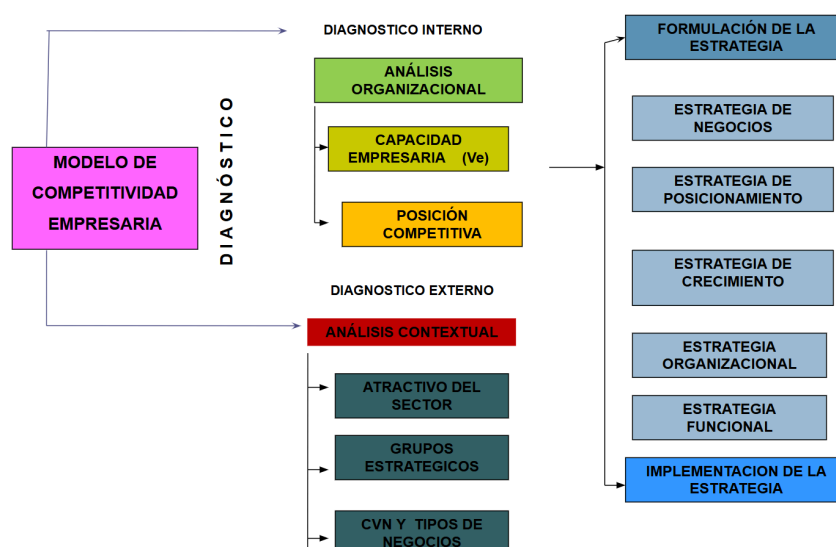 MODELO DE
COMPETITIVIDAD
EMPRESARIA
DIAGNÓSTICO
DIAGNOSTICO INTERNO
ANÁLISIS
ORGANIZACIONAL
CAPACIDAD
EMPRESARIA (Ve)
POSICIÓN
COMPETITIVA
DIAGNOSTICO EXTERNO
ANÁLISIS CONTEXTUAL
ATRACTIVO DEL
SECTOR
GRUPOS
ESTRATEGICOS
CVN Y TIPOS DE
NEGOCIOS
FORMULACIÓN DE LA
ESTRATEGIA
ESTRATEGIA DE
NEGOCIOS
ESTRATEGIA DE
POSICIONAMIENTO
ESTRATEGIA DE
CRECIMIENTO
ESTRATEGIA
ORGANIZACIONAL
ESTRATEGIA
FUNCIONAL
IMPLEMENTACION DE LA
ESTRATEGIA